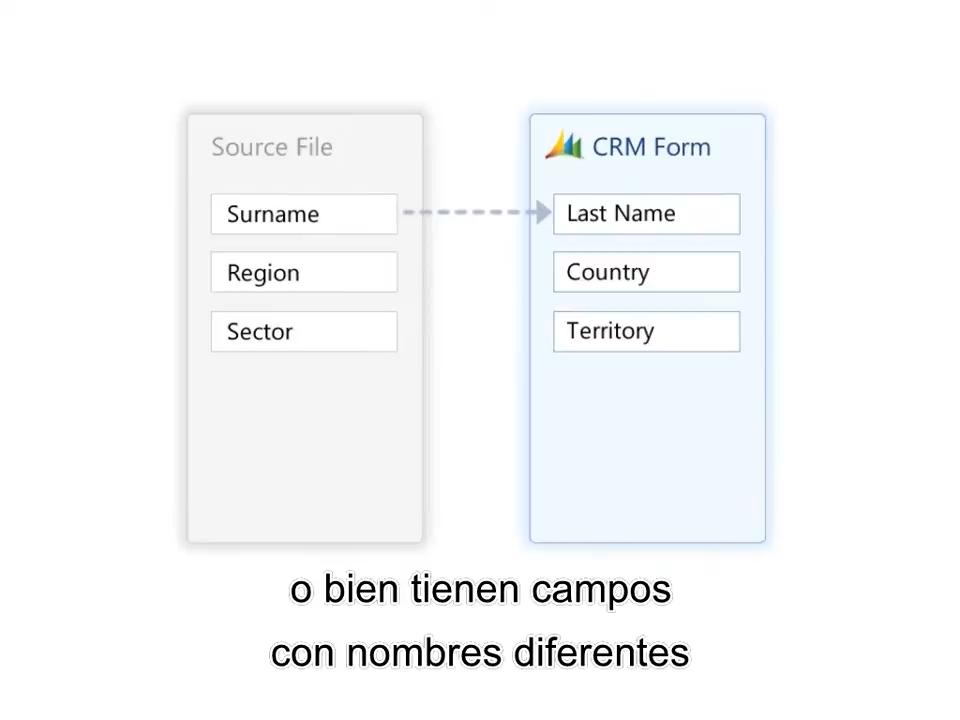 Source File
Surname
Region
Sector
CRM Form
Last Name
Country
Territory
o bien tienen campos
con nombres diferentes